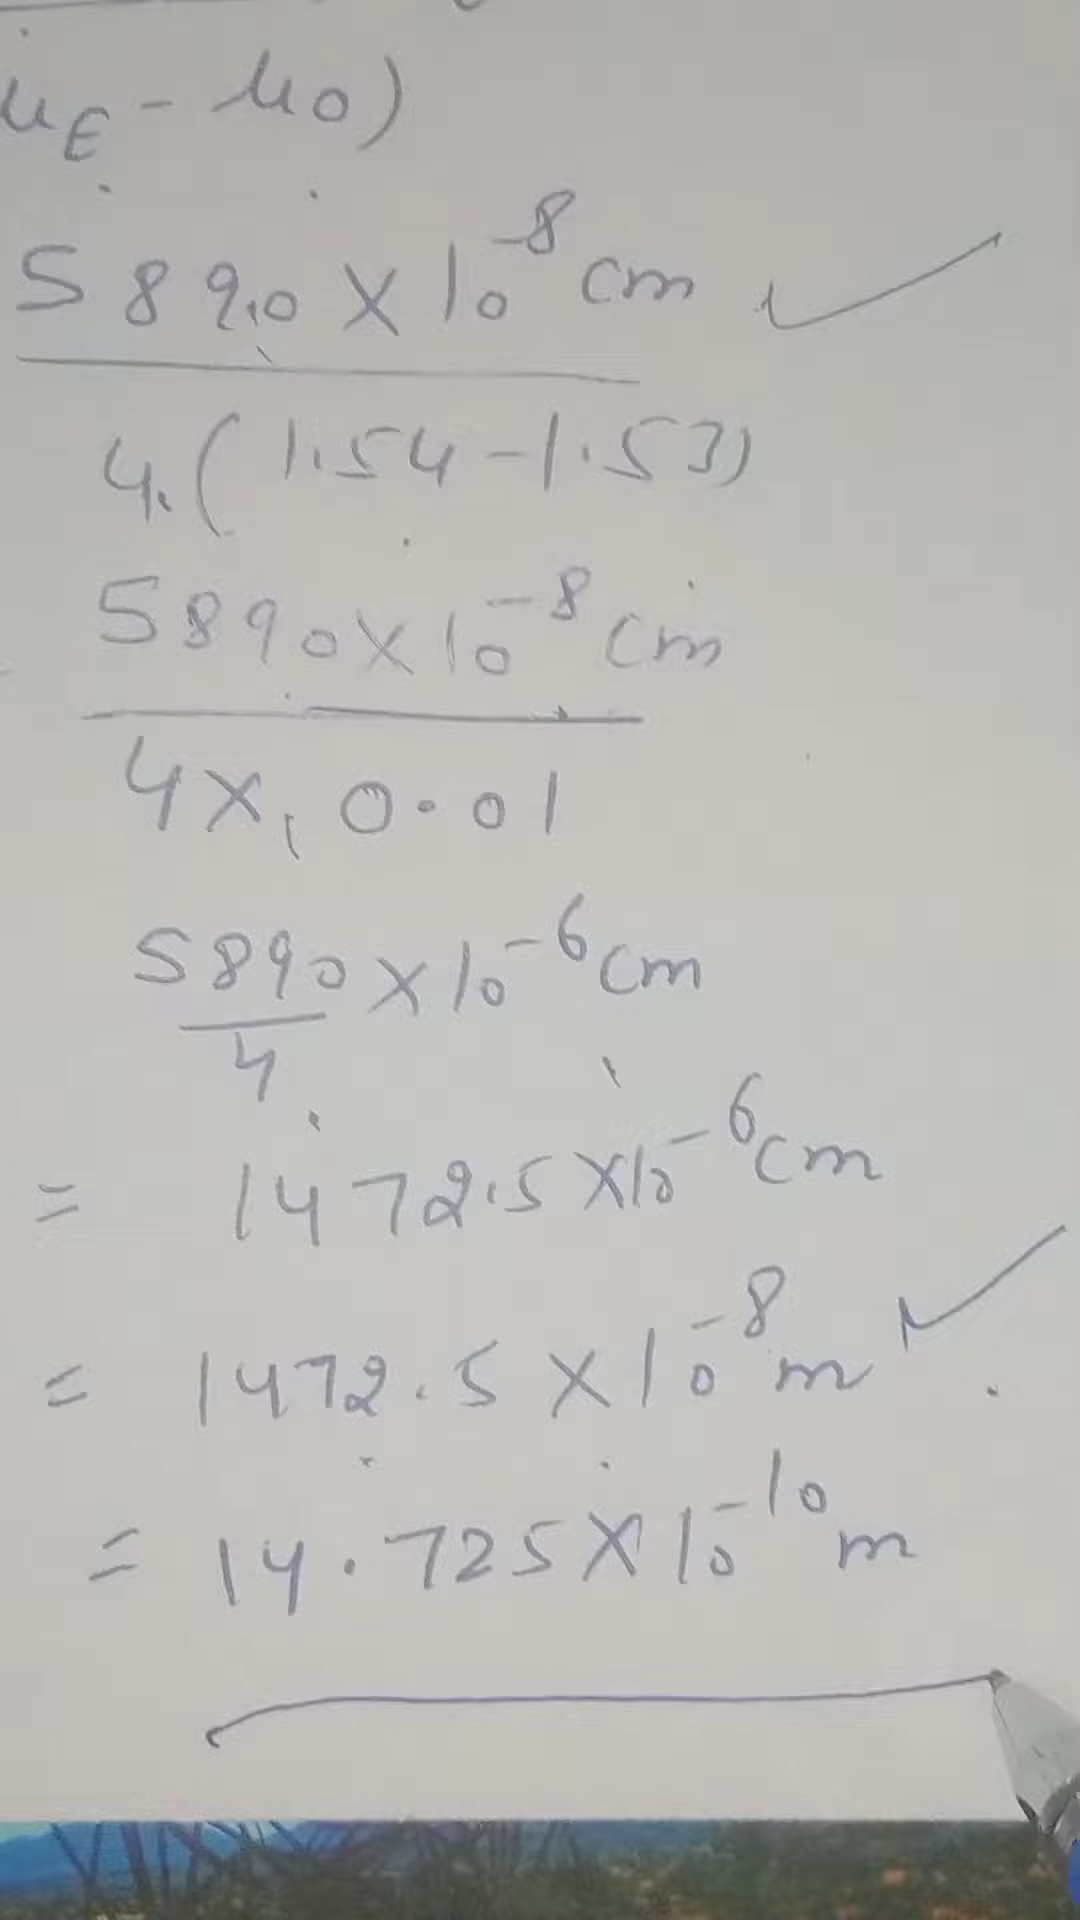 μE - μ0)
5890 × 10^-8 cm
4.(1.54 - 1.53)
5890 × 10^-8 cm
4 × 0.01
5890 × 10^-6 cm
4
= 1472.5 × 10^-6 cm
= 1472.5 × 10^-8 m
= 14.725 × 10^-10 m